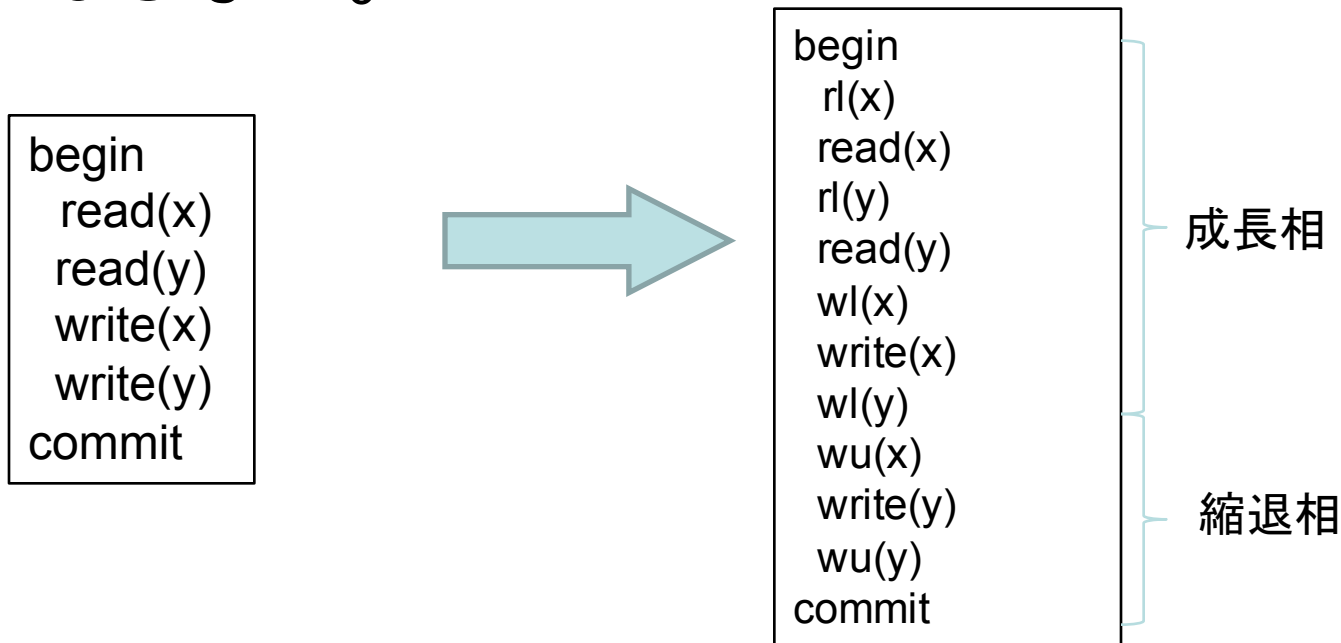 begin
read(x)
read(y)
write(x)
write(y)
commit
begin
rl(x)
read(x)
rl(y)
read(y)
wl(x)
write(x)
wl(y)
wu(x)
write(y)
wu(y)
commit
成長相
縮退相